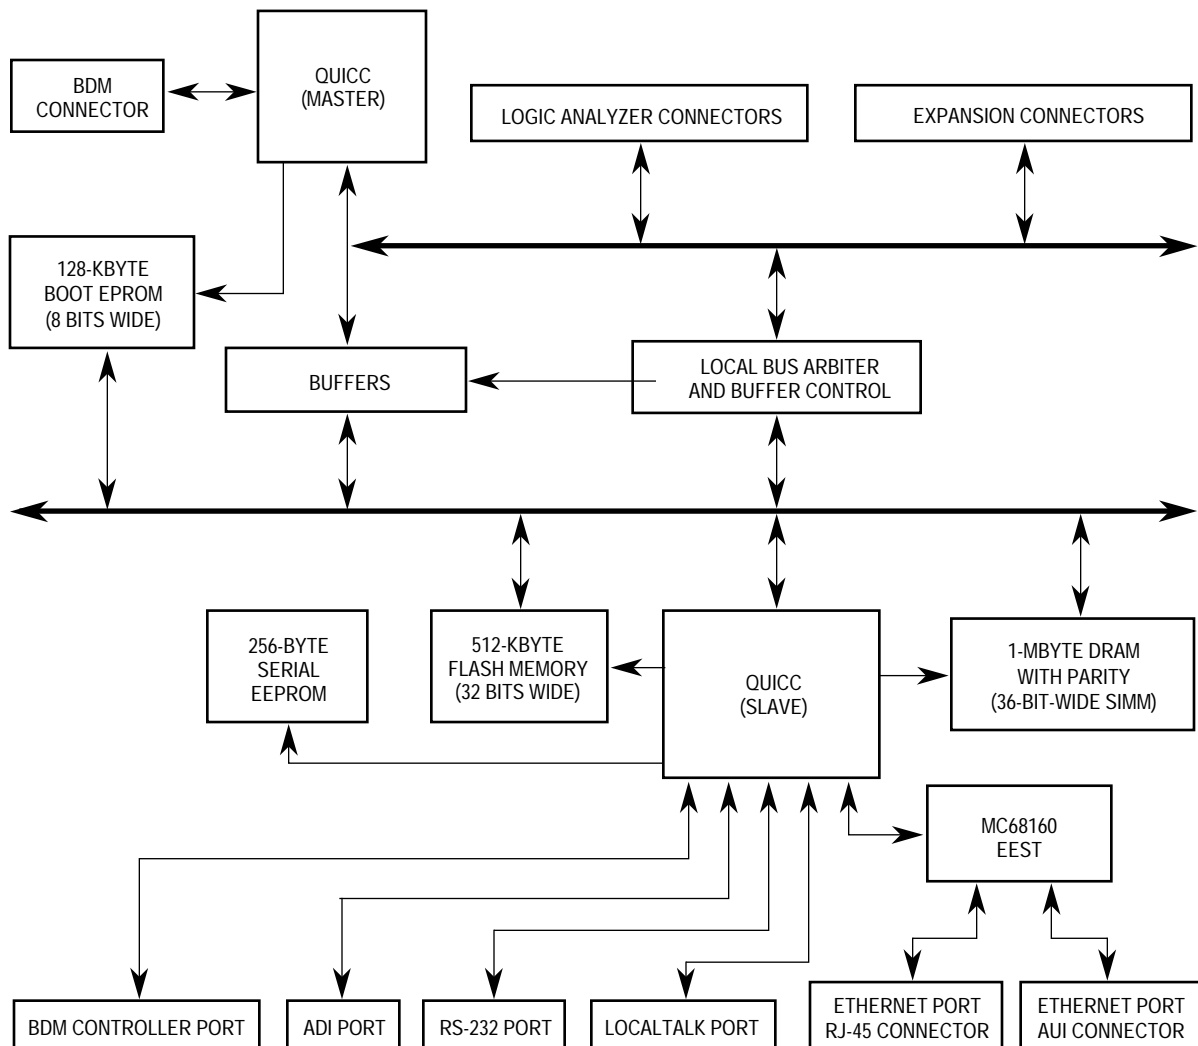 QUICC
(MASTER)
BDM
CONNECTOR
LOGIC ANALYZER CONNECTORS
EXPANSION CONNECTORS
128-KBYTE
BOOT EPROM
(8 BITS WIDE)
BUFFERS
LOCAL BUS ARBITER
AND BUFFER CONTROL
256-BYTE
SERIAL
EEPROM
512-KBYTE
FLASH MEMORY
(32 BITS WIDE)
QUICC
(SLAVE)
1-MBYTE DRAM
WITH PARITY
(36-BIT-WIDE SIMM)
MC68160
EEST
BDM CONTROLLER PORT
ADI PORT
RS-232 PORT
LOCALTALK PORT
ETHERNET PORT
RJ-45 CONNECTOR
ETHERNET PORT
AUI CONNECTOR